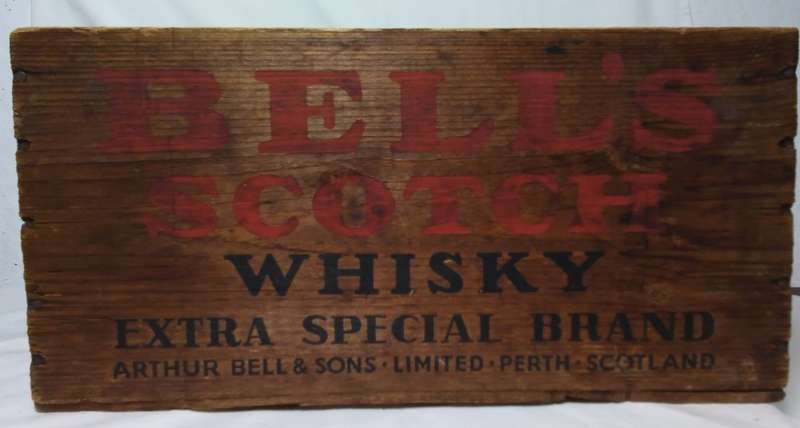 BELL'S
SCOTCH
WHISKY
EXTRA SPECIAL BRAND
ARTHUR BELL & SONS · LIMITED · PERTH · SCOTLAND